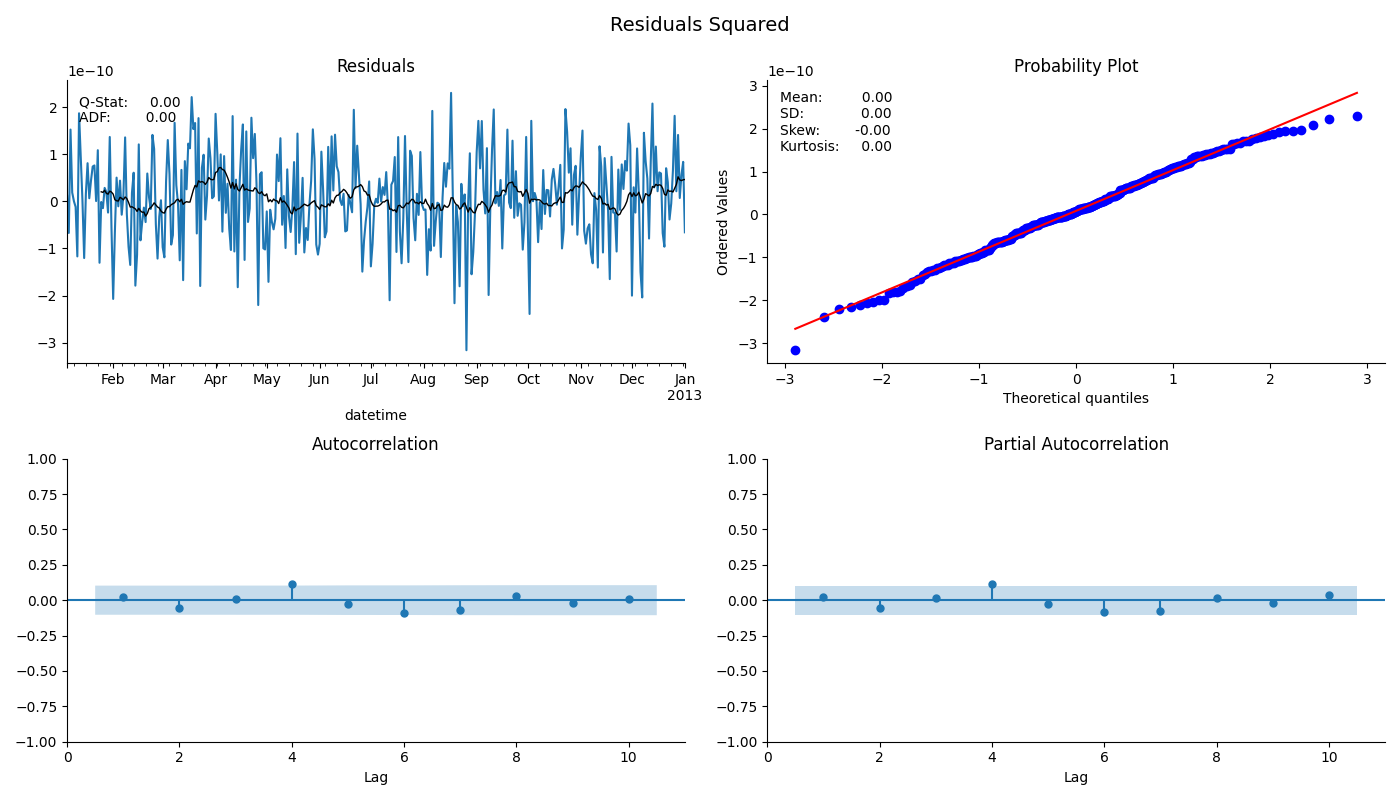 Residuals Squared
Residuals
1e−10
Q-Stat: 0.00
ADF: 0.00
2
1
0
−1
−2
−3
Feb Mar Apr May Jun Jul Aug Sep Oct Nov Dec Jan
2013
datetime
Probability Plot
1e−10
Mean: 0.00
SD: 0.00
Skew: -0.00
Kurtosis: 0.00
Ordered Values
3
2
1
0
−1
−2
−3
−3 −2 −1 0 1 2 3
Theoretical quantiles
Autocorrelation
1.00
0.75
0.50
0.25
0.00
−0.25
−0.50
−0.75
−1.00
0 2 4 6 8 10
Lag
Partial Autocorrelation
1.00
0.75
0.50
0.25
0.00
−0.25
−0.50
−0.75
−1.00
0 2 4 6 8 10
Lag